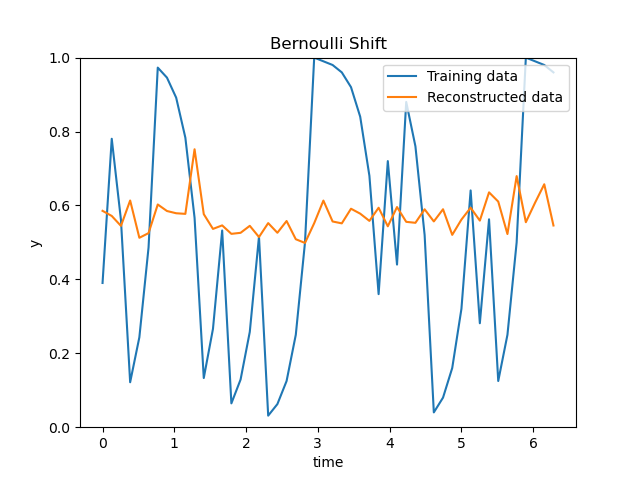 Bernoulli Shift
Training data
Reconstructed data
1.0
0.8
0.6
0.4
0.2
0.0
y
0 1 2 3 4 5 6
time